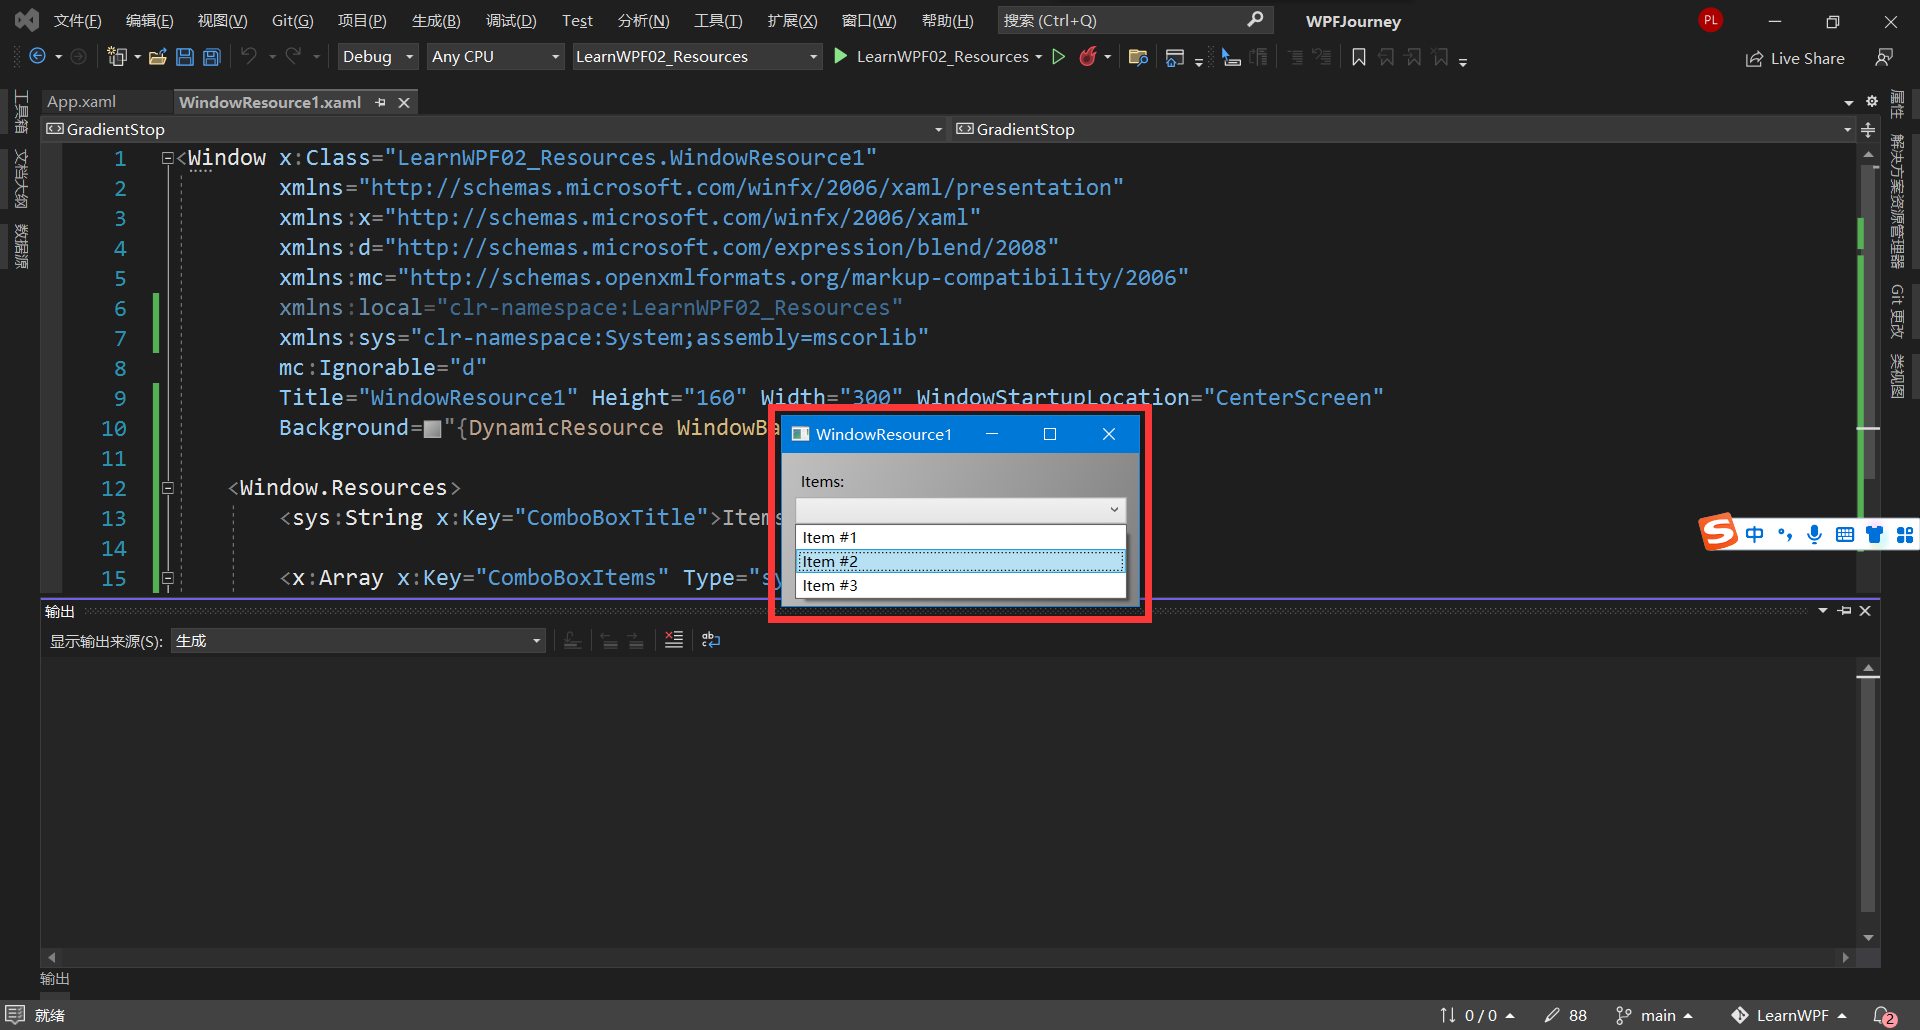 文件(F) 编辑(E) 视图(V) Git(G) 项目(P) 生成(B) 调试(D) Test 分析(N) 工具(T) 扩展(X) 窗口(W) 帮助(H) 搜索 (Ctrl+Q) WPFJourney PL
Debug Any CPU LearnWPF02_Resources LearnWPF02_Resources Live Share
工具箱
文档大纲
数据源
App.xaml WindowResource1.xaml
GradientStop GradientStop
1 <Window x:Class="LearnWPF02_Resources.WindowResource1"
2 xmlns="http://schemas.microsoft.com/winfx/2006/xaml/presentation"
3 xmlns:x="http://schemas.microsoft.com/winfx/2006/xaml"
4 xmlns:d="http://schemas.microsoft.com/expression/blend/2008"
5 xmlns:mc="http://schemas.openxmlformats.org/markup-compatibility/2006"
6 xmlns:local="clr-namespace:LearnWPF02_Resources"
7 xmlns:sys="clr-namespace:System;assembly=mscorlib"
8 mc:Ignorable="d"
9 Title="WindowResource1" Height="160" Width="300" WindowStartupLocation="CenterScreen"
10 Background="{DynamicResource WindowBa
11
12 <Window.Resources>
13 <sys:String x:Key="ComboBoxTitle">Items
14
15 <x:Array x:Key="ComboBoxItems" Type="sy
WindowResource1
Items:
Item #1
Item #2
Item #3
属性
解决方案资源管理器
Git 更改
类视图
中
输出
显示输出来源(S): 生成
输出
就绪 0 / 0 88 main LearnWPF 2